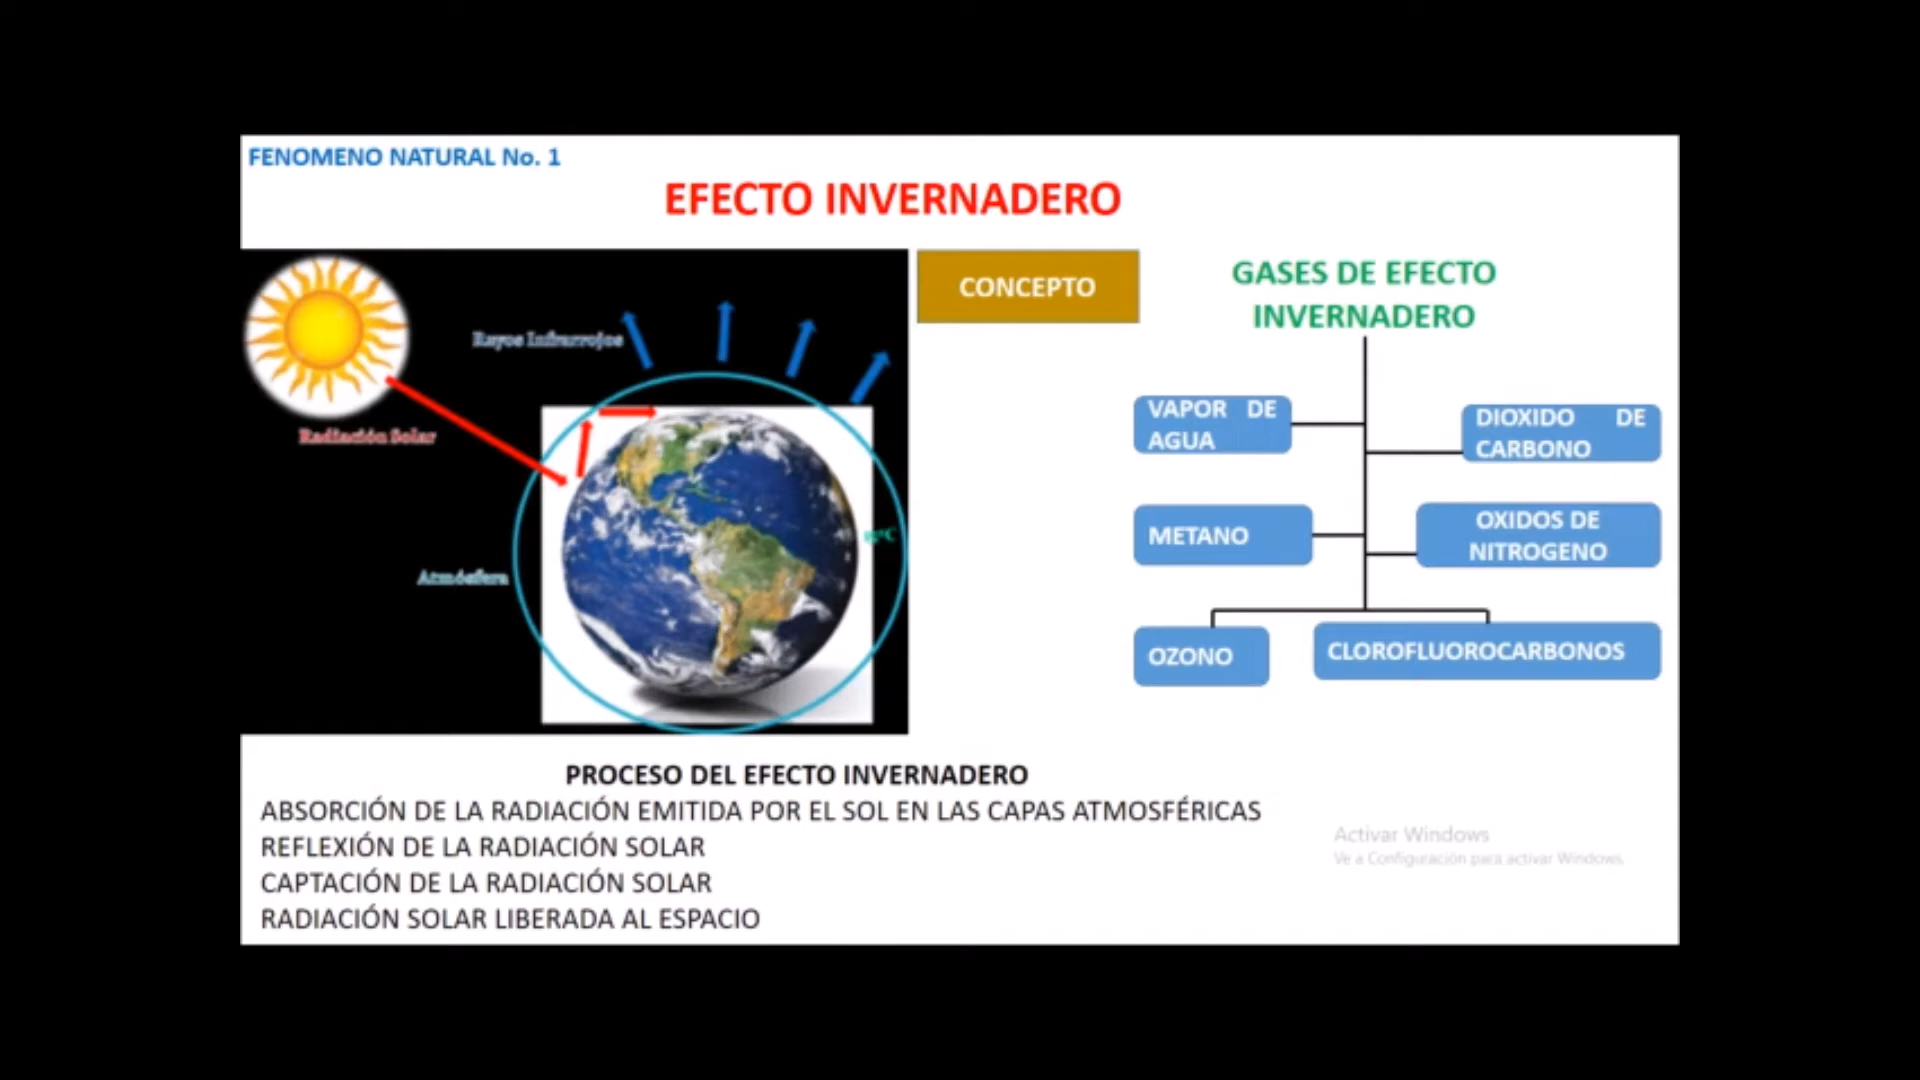 FENOMENO NATURAL No. 1
EFECTO INVERNADERO
Rayos Infrarrojos
Radiación Solar
Atmósfera
CONCEPTO
GASES DE EFECTO
INVERNADERO
VAPOR DE
AGUA
DIOXIDO DE
CARBONO
METANO
OXIDOS DE
NITROGENO
OZONO
CLOROFLUOROCARBONOS
PROCESO DEL EFECTO INVERNADERO
ABSORCIÓN DE LA RADIACIÓN EMITIDA POR EL SOL EN LAS CAPAS ATMOSFÉRICAS
REFLEXIÓN DE LA RADIACIÓN SOLAR
CAPTACIÓN DE LA RADIACIÓN SOLAR
RADIACIÓN SOLAR LIBERADA AL ESPACIO
Activar Windows
Ve a Configuración para activar Windows.